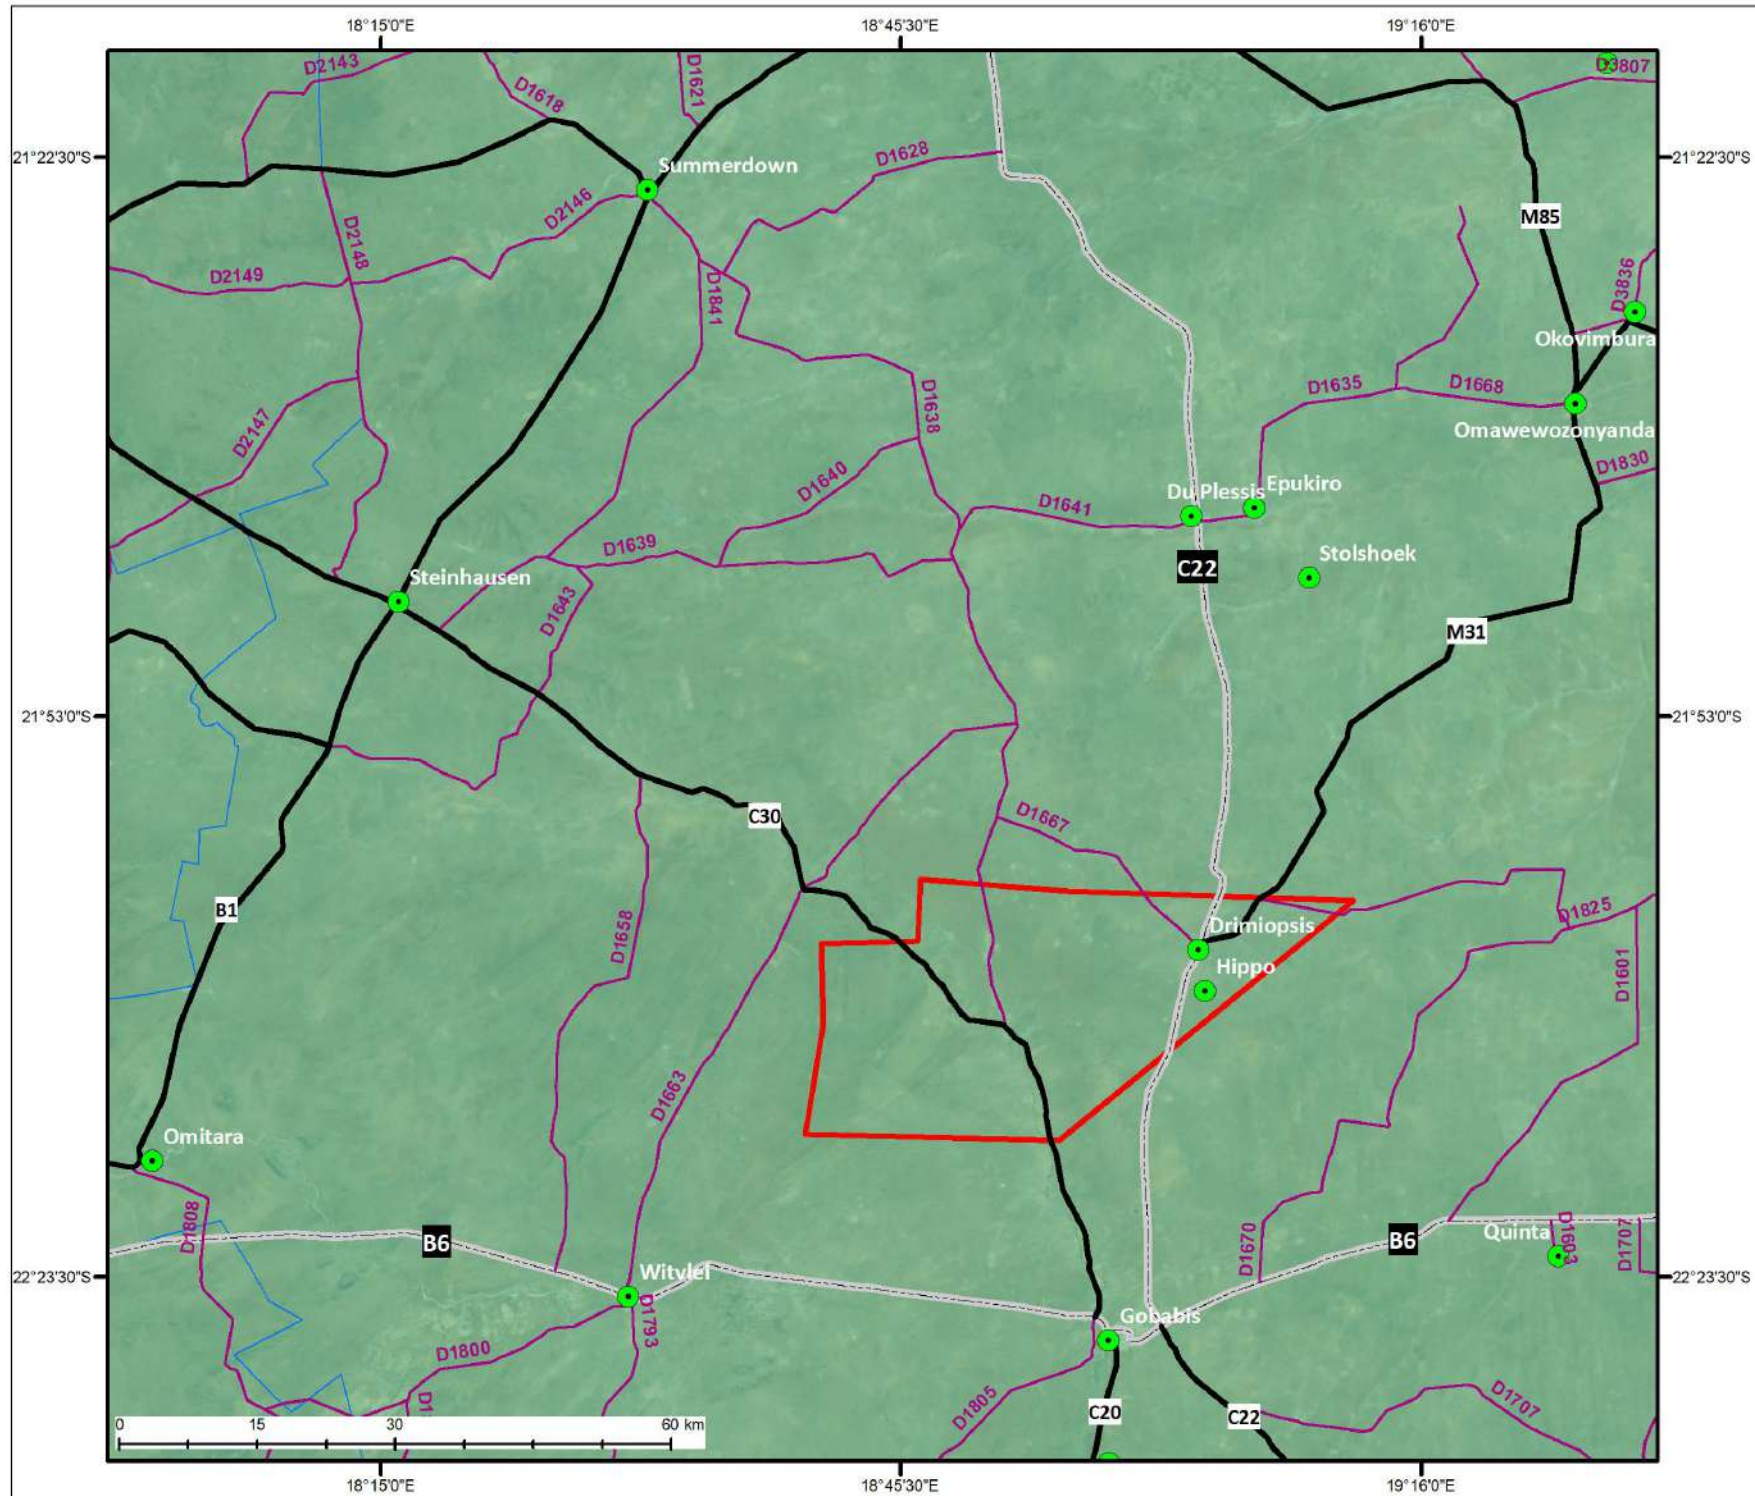 18°15'0"E
18°45'30"E
19°16'0"E
D2143
D1618
D1621
D3807
21°22'30"S
21°22'30"S
Summerdown
D1628
D2146
M85
D2148
D2149
D1841
D3836
Okovimbura
D1635
D1668
D1638
D2147
Omawewozonyanda
D1830
D1640
Du Plessis
Epukiro
D1641
D1639
C22
Stolshoek
Steinhausen
D1643
M31
21°53'0"S
21°53'0"S
C30
D1667
B1
D1658
Drimiopsis
D1825
Hippo
D1601
D1663
Omitara
D1808
B6
B6
Quinta
D1603
D1707
D1670
22°23'30"S
22°23'30"S
Witvlei
D1793
Gobabis
D1800
D1805
C20
C22
D1707
D1
0 15 30 60 km
18°15'0"E
18°45'30"E
19°16'0"E